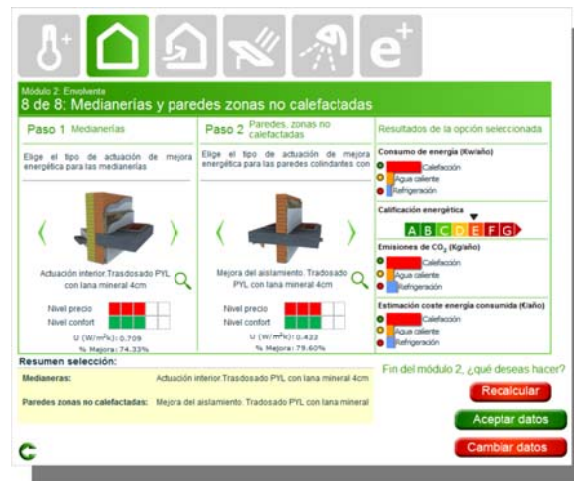 e+
Módulo 2: Envolvente
8 de 8: Medianerías y paredes zonas no calefactadas
Paso 1 Medianerías
Elige el tipo de actuación de mejora
energética para las medianerías
Actuación interior.Trasdosado PYL
con lana mineral 4cm
Nivel precio
Nivel confort
U (W/m²k): 0.709
% Mejora: 74.33%
Paso 2 Paredes, zonas no
calefactadas
Elige el tipo de actuación de mejora
energética para las paredes colindantes con
Mejora del aislamiento. Tradosado
PYL con lana mineral 4cm
Nivel precio
Nivel confort
U (W/m²k): 0.422
% Mejora: 79.60%
Resultados de la opción seleccionada
Consumo de energía (Kw/año)
Calefacción
Agua caliente
Refrigeración
Calificación energética
A B C D E F G
Emisiones de CO₂ (Kg/año)
Calefacción
Agua caliente
Refrigeración
Estimación coste energía consumida (€/año)
Calefacción
Agua caliente
Refrigeración
Resumen selección:
Medianeras: Actuación interior.Trasdosado PYL con lana mineral 4cm
Paredes zonas no calefactadas: Mejora del aislamiento. Tradosado PYL con lana mineral
Fin del módulo 2, ¿qué deseas hacer?
Recalcular
Aceptar datos
Cambiar datos